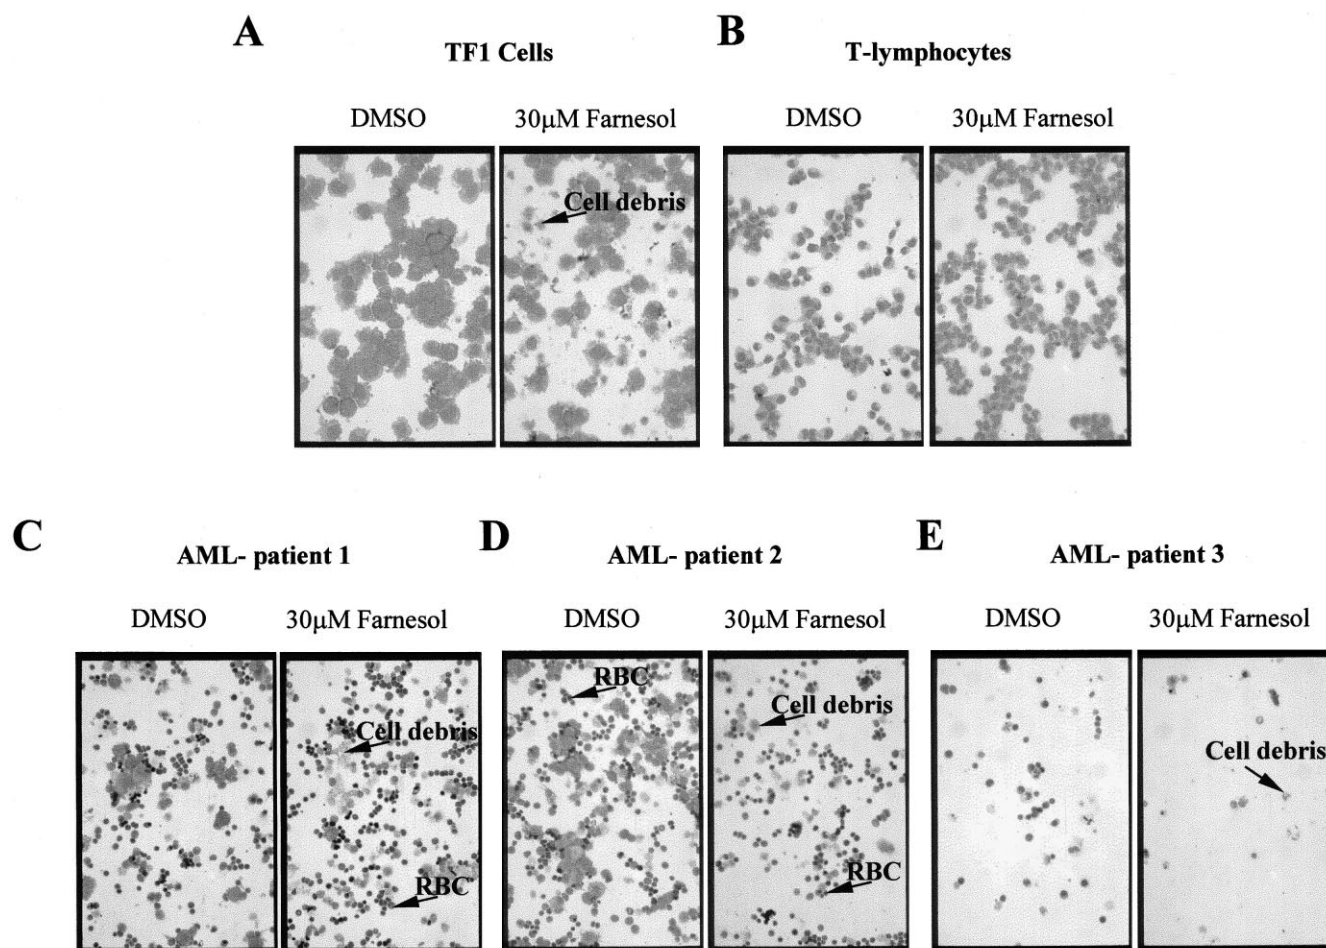 A
TF1 Cells
DMSO
30µM Farnesol
Cell debris
B
T-lymphocytes
DMSO
30µM Farnesol
C
AML- patient 1
DMSO
30µM Farnesol
Cell debris
RBC
D
AML- patient 2
DMSO
30µM Farnesol
RBC
Cell debris
RBC
E
AML- patient 3
DMSO
30µM Farnesol
Cell debris